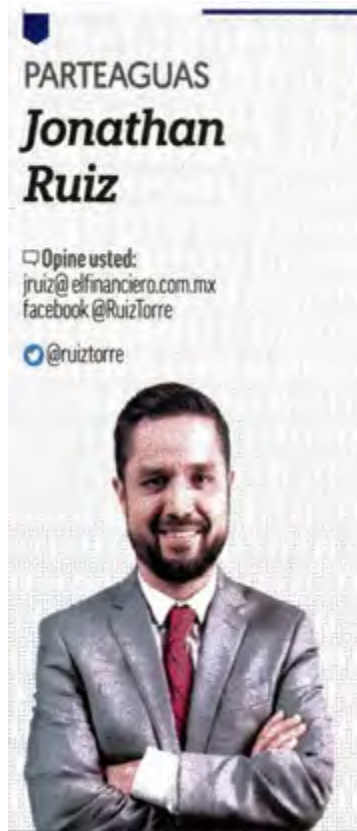 PARTEAGUAS
Jonathan
Ruiz
Opine usted:
jruiz@elfinanciero.com.mx
facebook @RuizTorre
@ruiztorre